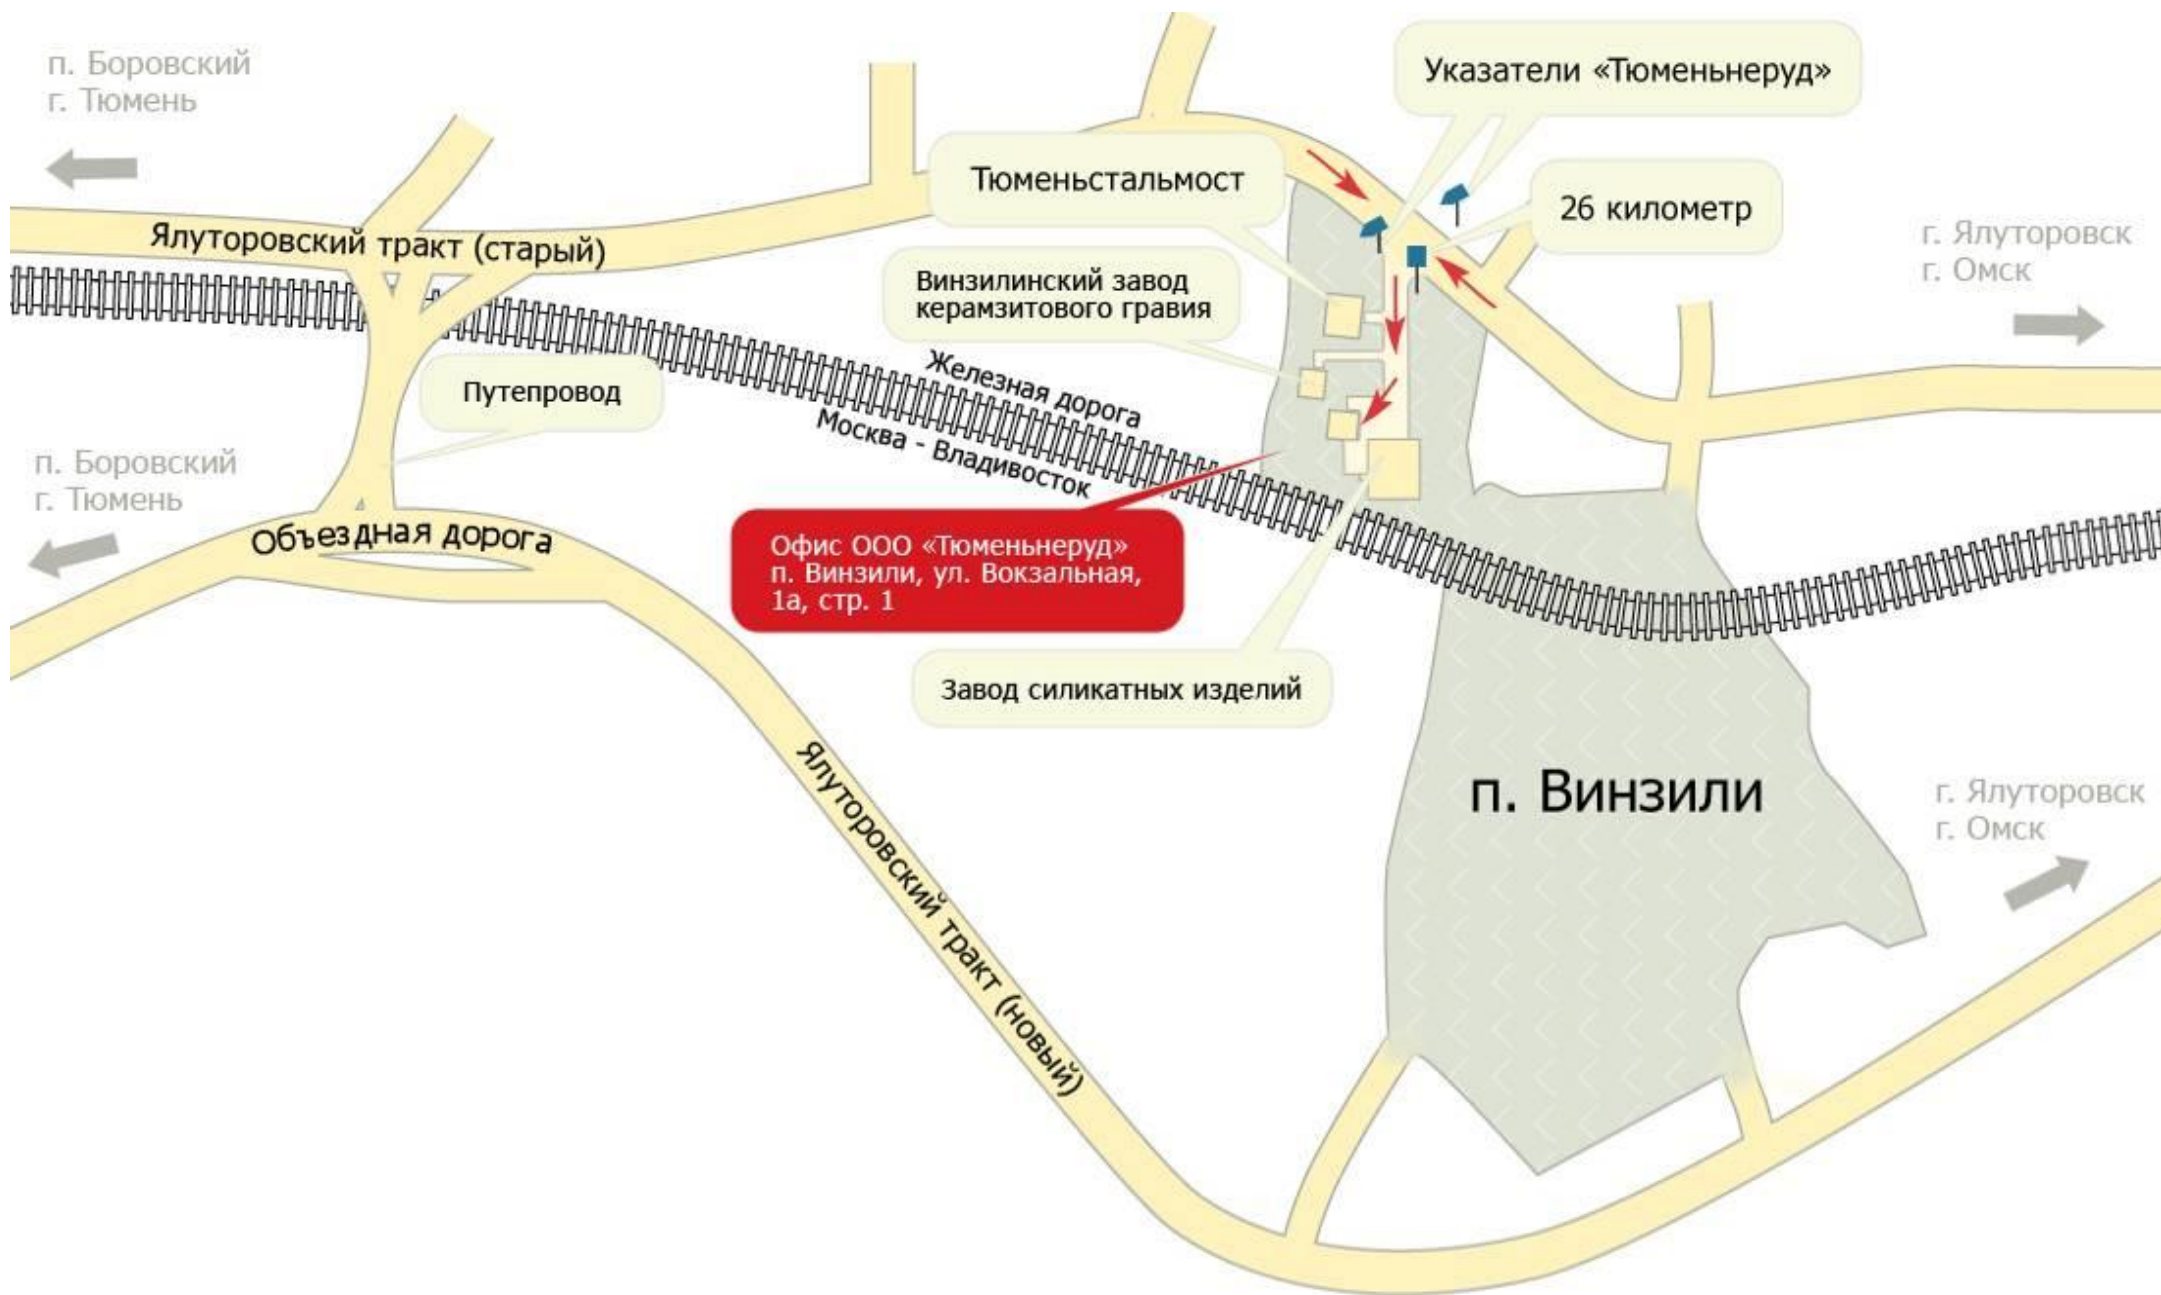 п. Боровский
г. Тюмень
Указатели «Тюменьнеруд»
Тюменьстальмост
26 километр
Ялуторовский тракт (старый)
г. Ялуторовск
г. Омск
Винзилинский завод
керамзитового гравия
Железная дорога
Москва - Владивосток
Путепровод
п. Боровский
г. Тюмень
Объездная дорога
Офис ООО «Тюменьнеруд»
п. Винзили, ул. Вокзальная,
1а, стр. 1
Завод силикатных изделий
Ялуторовский тракт (новый)
п. Винзили
г. Ялуторовск
г. Омск